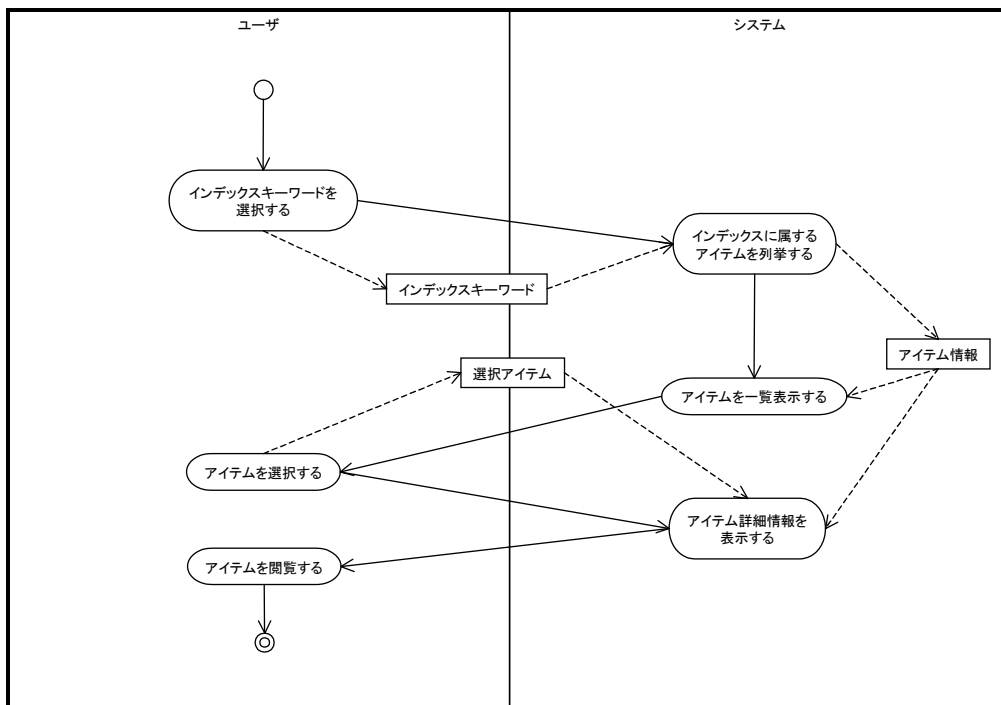 ユーザ
システム
インデックスキーワードを
選択する
インデックスに属する
アイテムを列挙する
インデックスキーワード
アイテム情報
選択アイテム
アイテムを一覧表示する
アイテムを選択する
アイテム詳細情報を
表示する
アイテムを閲覧する